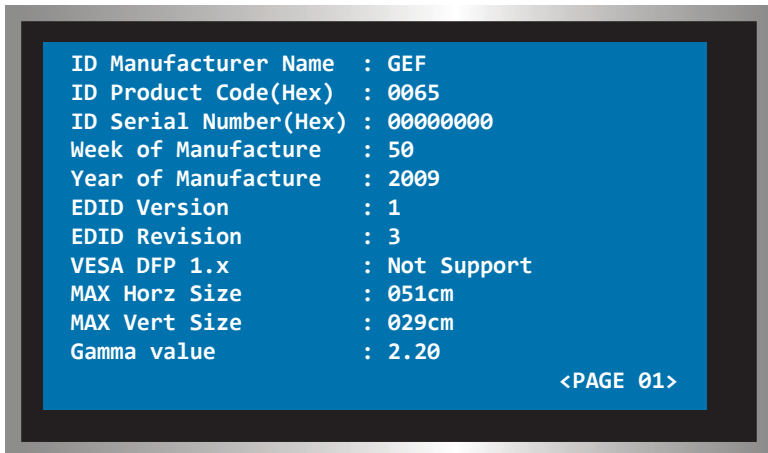 ID Manufacturer Name : GEF
ID Product Code(Hex) : 0065
ID Serial Number(Hex) : 00000000
Week of Manufacture : 50
Year of Manufacture : 2009
EDID Version : 1
EDID Revision : 3
VESA DFP 1.x : Not Support
MAX Horz Size : 051cm
MAX Vert Size : 029cm
Gamma value : 2.20
<PAGE 01>